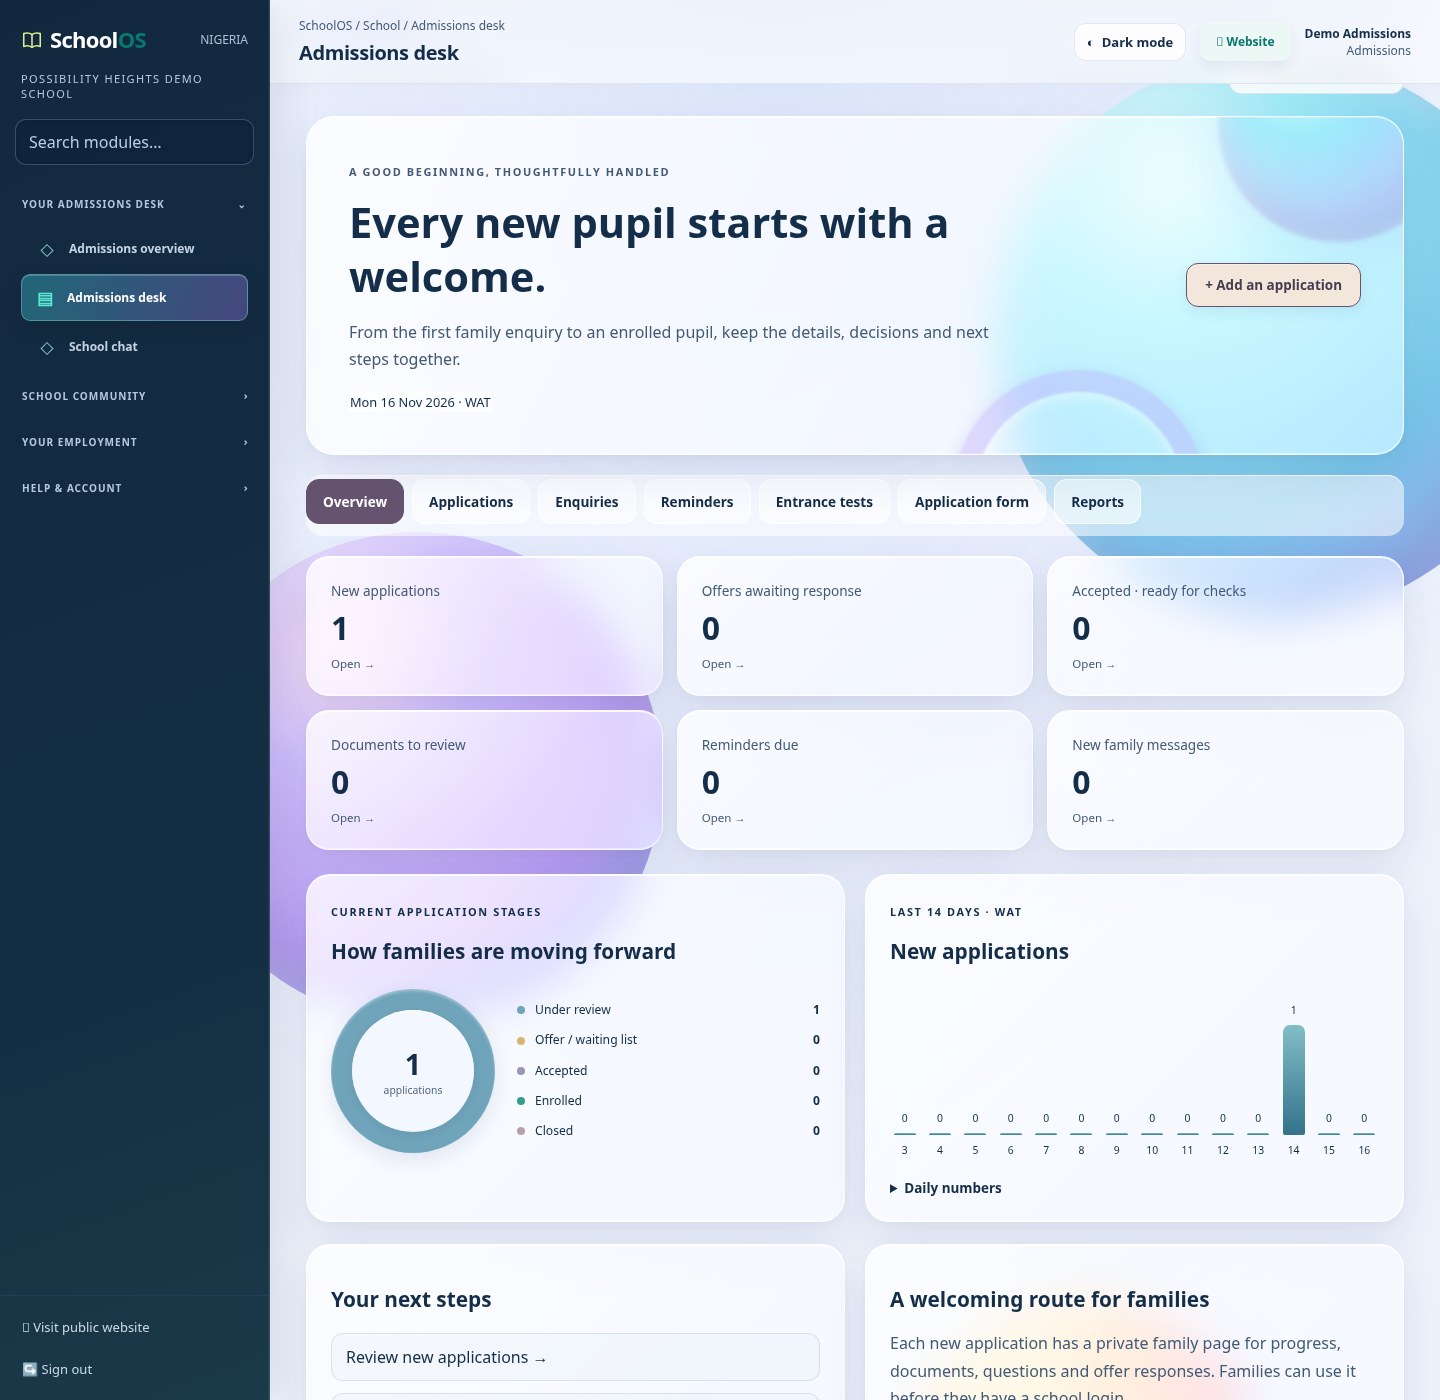 SchoolOS
NIGERIA
POSSIBILITY HEIGHTS DEMO
SCHOOL
Search modules...
YOUR ADMISSIONS DESK
Admissions overview
Admissions desk
School chat
SCHOOL COMMUNITY
YOUR EMPLOYMENT
HELP & ACCOUNT
Visit public website
Sign out
SchoolOS / School / Admissions desk
Admissions desk
Dark mode
Website
Demo Admissions
Admissions
A GOOD BEGINNING, THOUGHTFULLY HANDLED
Every new pupil starts with a
welcome.
From the first family enquiry to an enrolled pupil, keep the details, decisions and next
steps together.
Mon 16 Nov 2026 · WAT
+ Add an application
Overview
Applications
Enquiries
Reminders
Entrance tests
Application form
Reports
New applications
1
Open →
Offers awaiting response
0
Open →
Accepted · ready for checks
0
Open →
Documents to review
0
Open →
Reminders due
0
Open →
New family messages
0
Open →
CURRENT APPLICATION STAGES
How families are moving forward
1
applications
Under review 1
Offer / waiting list 0
Accepted 0
Enrolled 0
Closed 0
LAST 14 DAYS · WAT
New applications
0 0 0 0 0 0 0 0 0 0 0 1 0 0
3 4 5 6 7 8 9 10 11 12 13 14 15 16
Daily numbers
Your next steps
Review new applications →
A welcoming route for families
Each new application has a private family page for progress,
documents, questions and offer responses. Families can use it
before they have a school login.